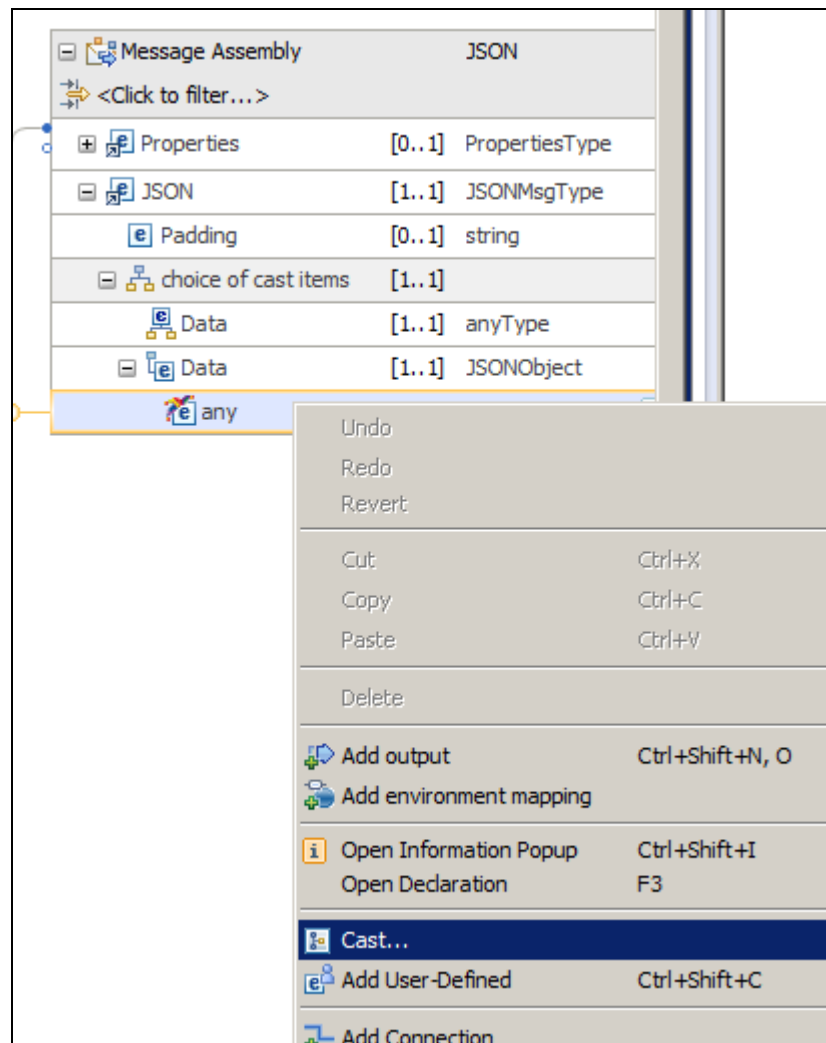 Message Assembly JSON
<Click to filter...>
Properties [0..1] PropertiesType
JSON [1..1] JSONMsgType
Padding [0..1] string
choice of cast items [1..1]
Data [1..1] anyType
Data [1..1] JSONObject
any
Undo
Redo
Revert
Cut Ctrl+X
Copy Ctrl+C
Paste Ctrl+V
Delete
Add output Ctrl+Shift+N, O
Add environment mapping
Open Information Popup Ctrl+Shift+I
Open Declaration F3
Cast...
Add User-Defined Ctrl+Shift+C
Add Connection